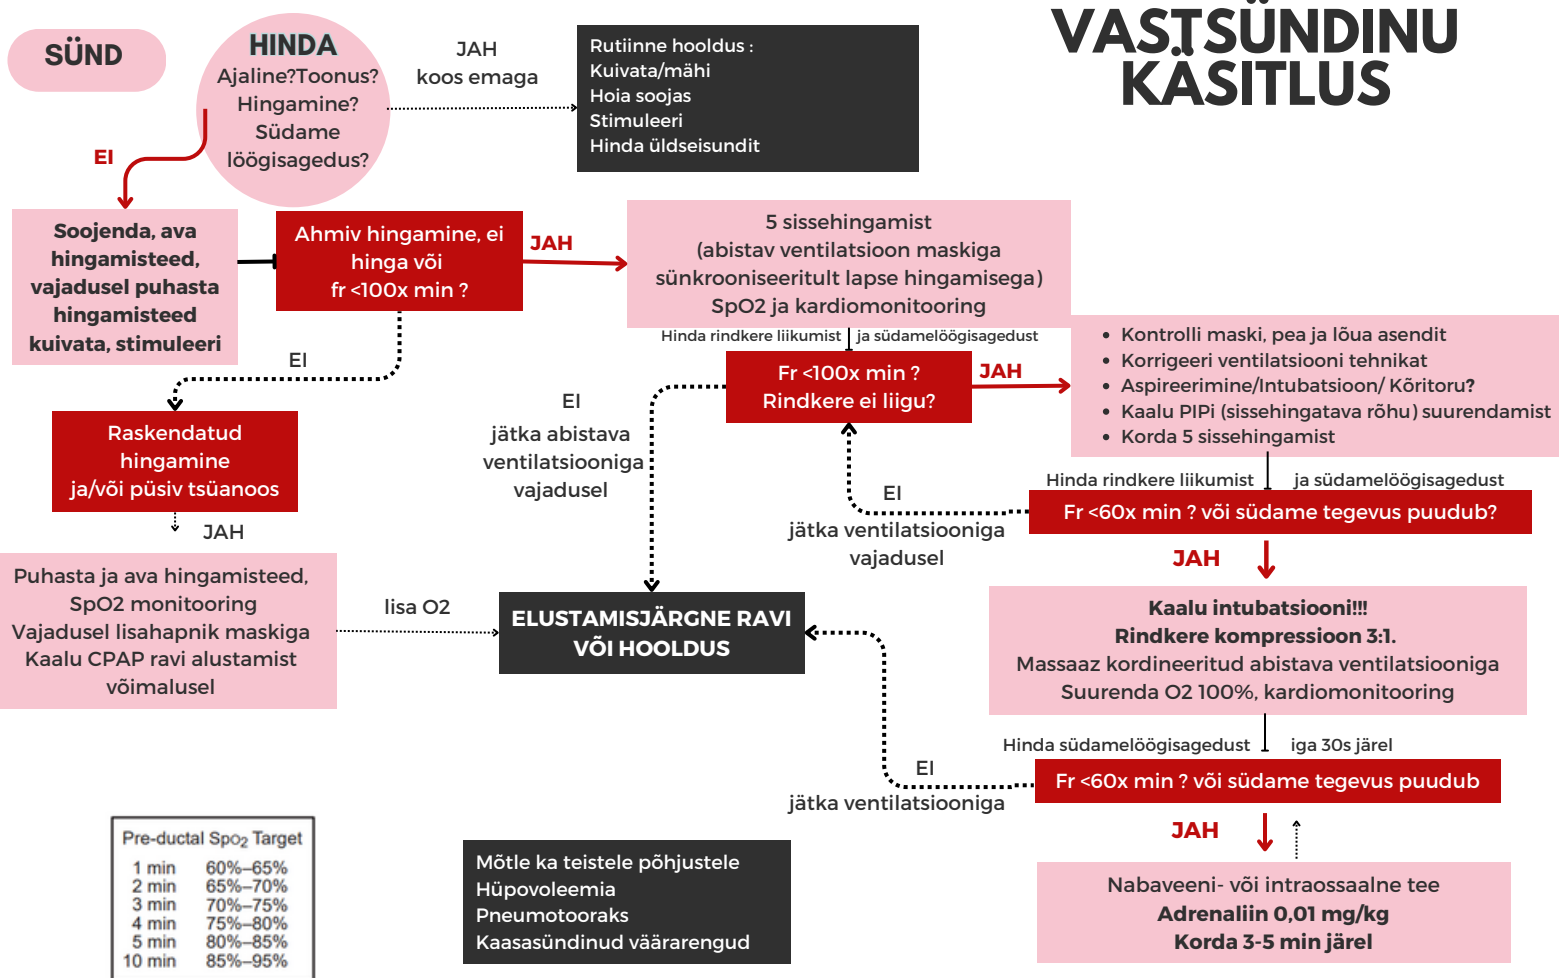 VASTSÜNDINU
KÄSITLUS
SÜND
HINDA
Ajaline?Toonus?
Hingamine?
Südame
löögisagedus?
JAH
koos emaga
Rutiinne hooldus :
Kuivata/mähi
Hoia soojas
Stimuleeri
Hinda üldseisundit
EI
Soojenda, ava
hingamisteed,
vajadusel puhasta
hingamisteed
kuivata, stimuleeri
Ahmiv hingamine, ei
hinga või
fr <100x min ?
JAH
5 sissehingamist
(abistav ventilatsioon maskiga
sünkrooniseeritult lapse hingamisega)
SpO2 ja kardiomonitooring
Hinda rindkere liikumist ja südamelöögisagedust
EI
Fr <100x min ?
Rindkere ei liigu?
JAH
• Kontrolli maski, pea ja lõua asendit
• Korrigeeri ventilatsiooni tehnikat
• Aspireerimine/Intubatsioon/ Kõritoru?
• Kaalu PIPi (sissehingatava rõhu) suurendamist
• Korda 5 sissehingamist
Raskendatud
hingamine
ja/või püsiv tsüanoos
EI
jätka abistava
ventilatsiooniga
vajadusel
Hinda rindkere liikumist ja südamelöögisagedust
EI
jätka ventilatsiooniga
vajadusel
Fr <60x min ? või südame tegevus puudub?
JAH
JAH
Puhasta ja ava hingamisteed,
SpO2 monitooring
Vajadusel lisahapnik maskiga
Kaalu CPAP ravi alustamist
võimalusel
lisa O2
ELUSTAMISJÄRGNE RAVI
VÕI HOOLDUS
Kaalu intubatsiooni!!!
Rindkere kompressioon 3:1.
Massaaz kordineeritud abistava ventilatsiooniga
Suurenda O2 100%, kardiomonitooring
Hinda südamelöögisagedust iga 30s järel
EI
jätka ventilatsiooniga
Fr <60x min ? või südame tegevus puudub
JAH
Pre-ductal SpO2 Target
1 min 60%–65%
2 min 65%–70%
3 min 70%–75%
4 min 75%–80%
5 min 80%–85%
10 min 85%–95%
Mõtle ka teistele põhjustele
Hüpovoleemia
Pneumotooraks
Kaasasündinud väärarengud
Nabaveeni- või intraossaalne tee
Adrenaliin 0,01 mg/kg
Korda 3-5 min järel